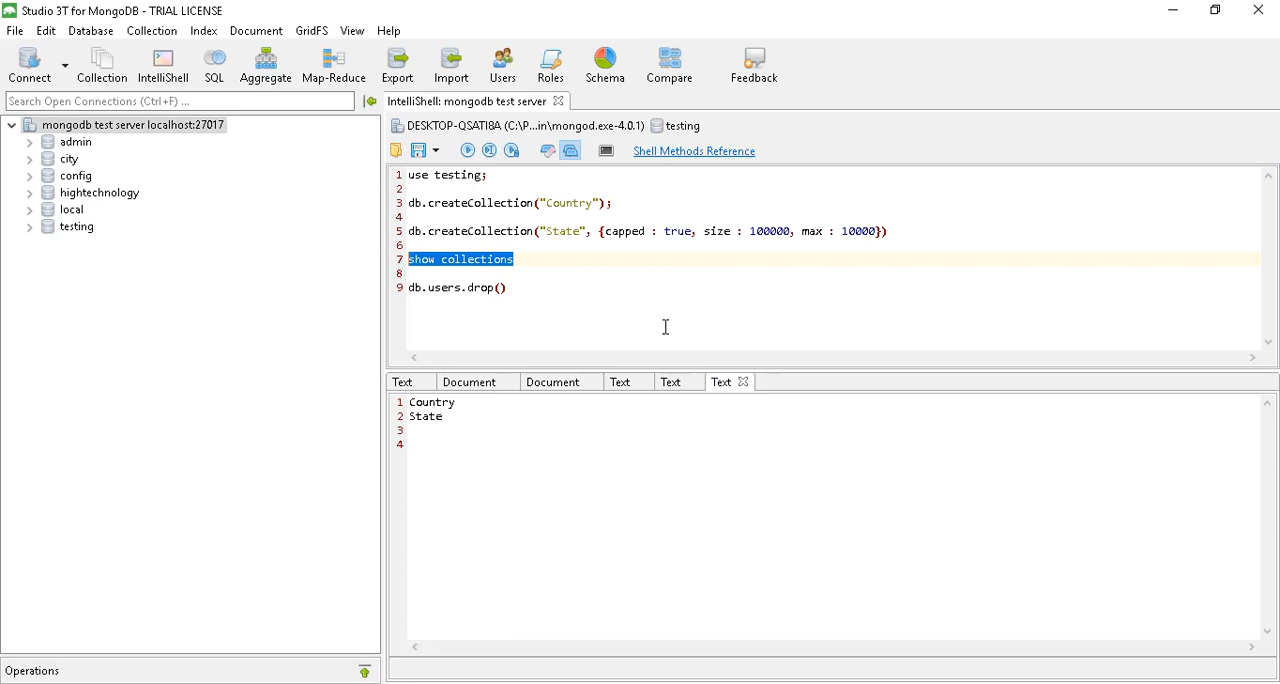 Studio 3T for MongoDB - TRIAL LICENSE
File Edit Database Collection Index Document GridFS View Help
Connect Collection IntelliShell SQL Aggregate Map-Reduce Export Import Users Roles Schema Compare Feedback
Search Open Connections (Ctrl+F) ...
IntelliShell: mongodb test server
mongodb test server localhost:27017
admin
city
config
hightechnology
local
testing
DESKTOP-QSATI8A (C:\P...in\mongod.exe-4.0.1) testing
Shell Methods Reference
1 use testing;
2
3 db.createCollection("Country");
4
5 db.createCollection("State", {capped : true, size : 100000, max : 10000})
6
7 show collections
8
9 db.users.drop()
Text Document Document Text Text Text
1 Country
2 State
3
4
Operations